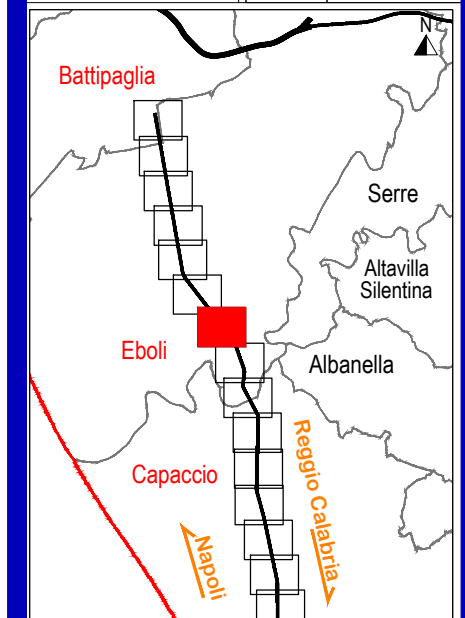 N
Battipaglia
Serre
Altavilla
Silentina
Eboli
Albanella
Capaccio
Reggio Calabria
Napoli